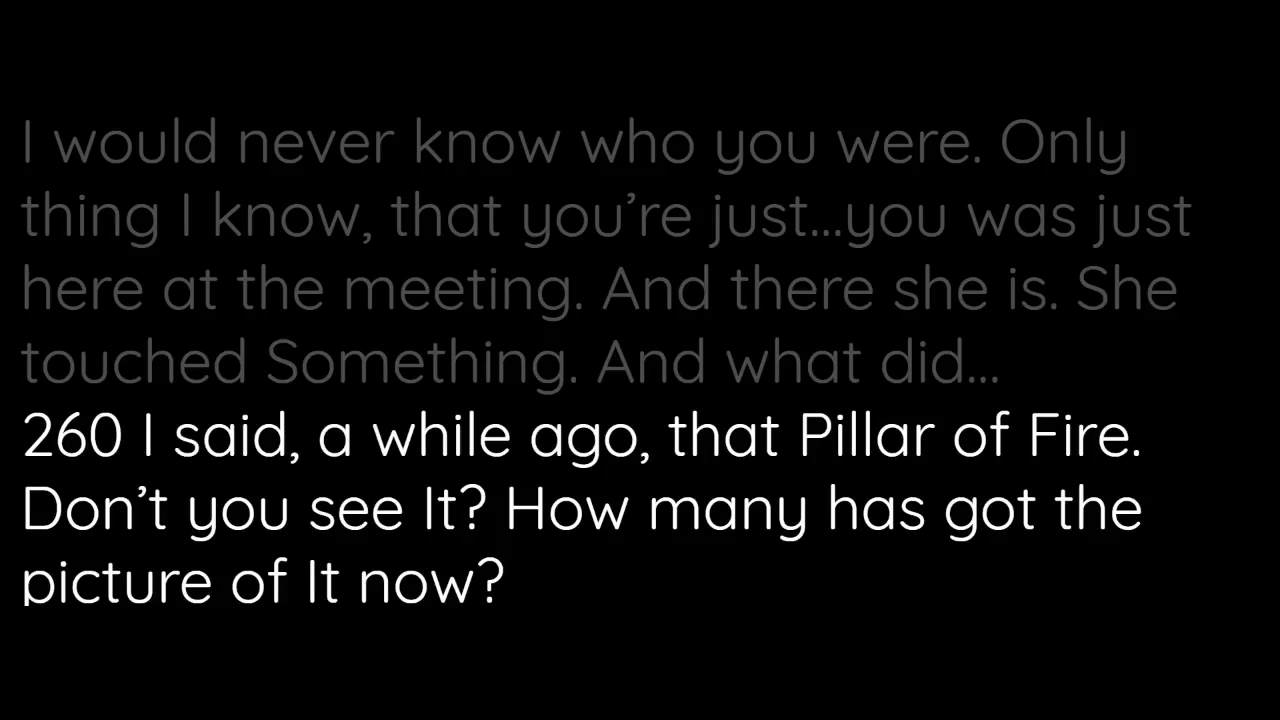 I would never know who you were. Only
thing I know, that you’re just...you was just
here at the meeting. And there she is. She
touched Something. And what did...
260 I said, a while ago, that Pillar of Fire.
Don’t you see It? How many has got the
picture of It now?